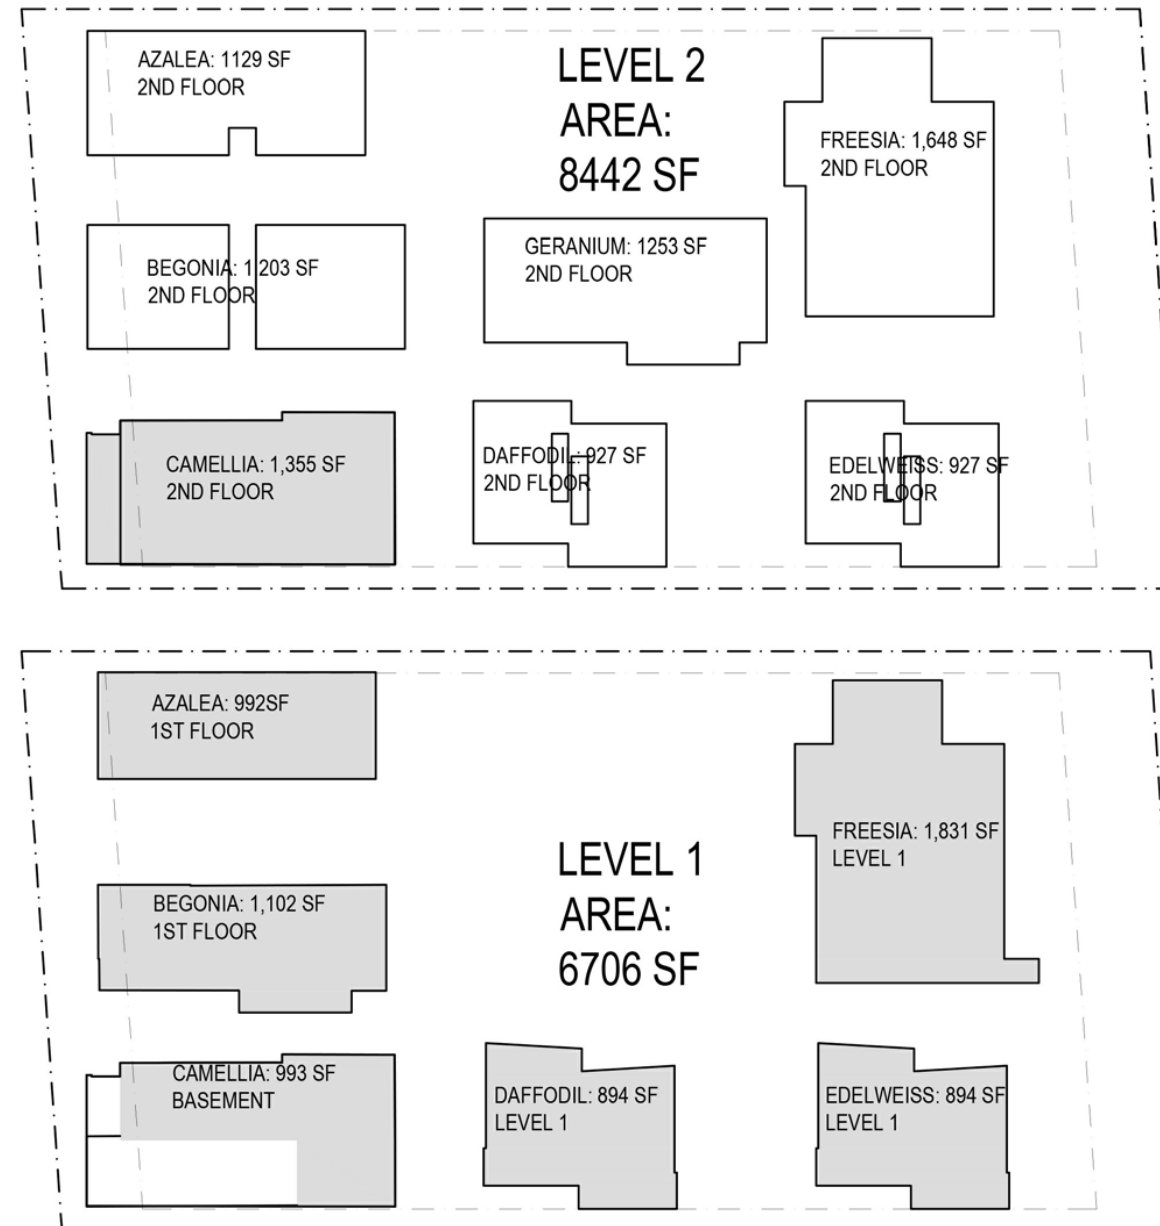 AZALEA: 1129 SF
2ND FLOOR
LEVEL 2
AREA:
8442 SF
FREESIA: 1,648 SF
2ND FLOOR
BEGONIA: 1,203 SF
2ND FLOOR
GERANIUM: 1253 SF
2ND FLOOR
CAMELLIA: 1,355 SF
2ND FLOOR
DAFFODIL: 927 SF
2ND FLOOR
EDELWEISS: 927 SF
2ND FLOOR
AZALEA: 992SF
1ST FLOOR
FREESIA: 1,831 SF
LEVEL 1
LEVEL 1
AREA:
6706 SF
BEGONIA: 1,102 SF
1ST FLOOR
CAMELLIA: 993 SF
BASEMENT
DAFFODIL: 894 SF
LEVEL 1
EDELWEISS: 894 SF
LEVEL 1